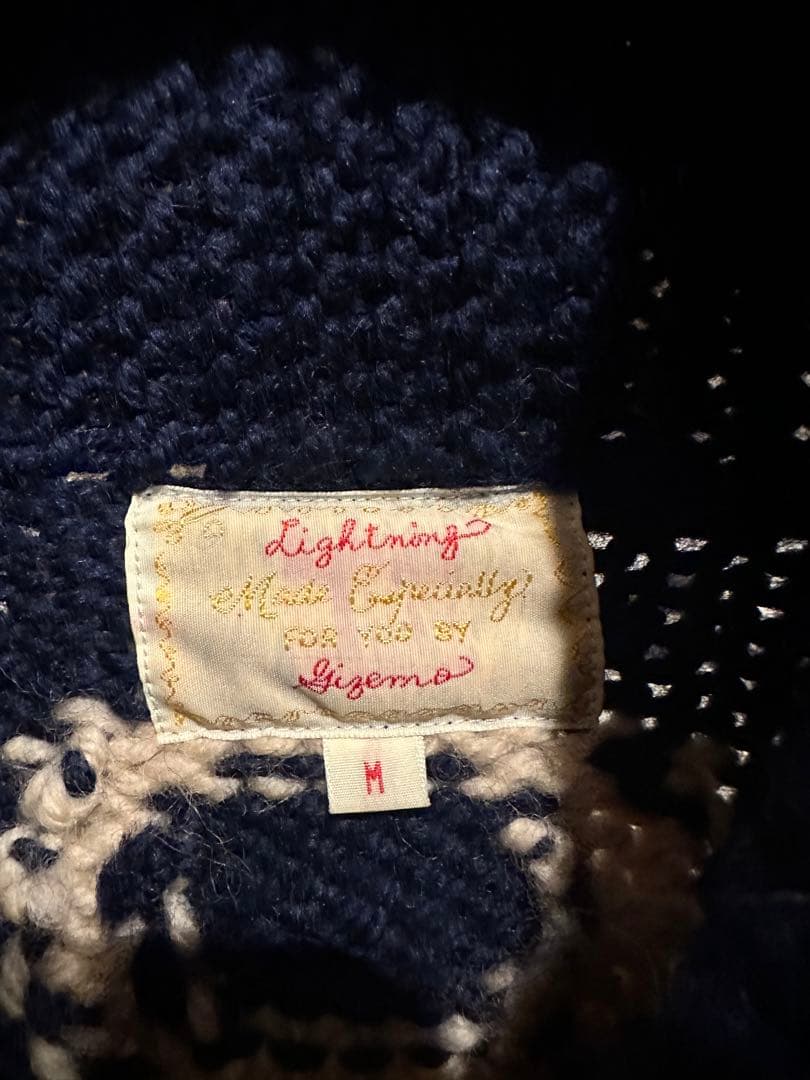 Lightning
Made Especially
FOR YOU BY
Gizemo
M